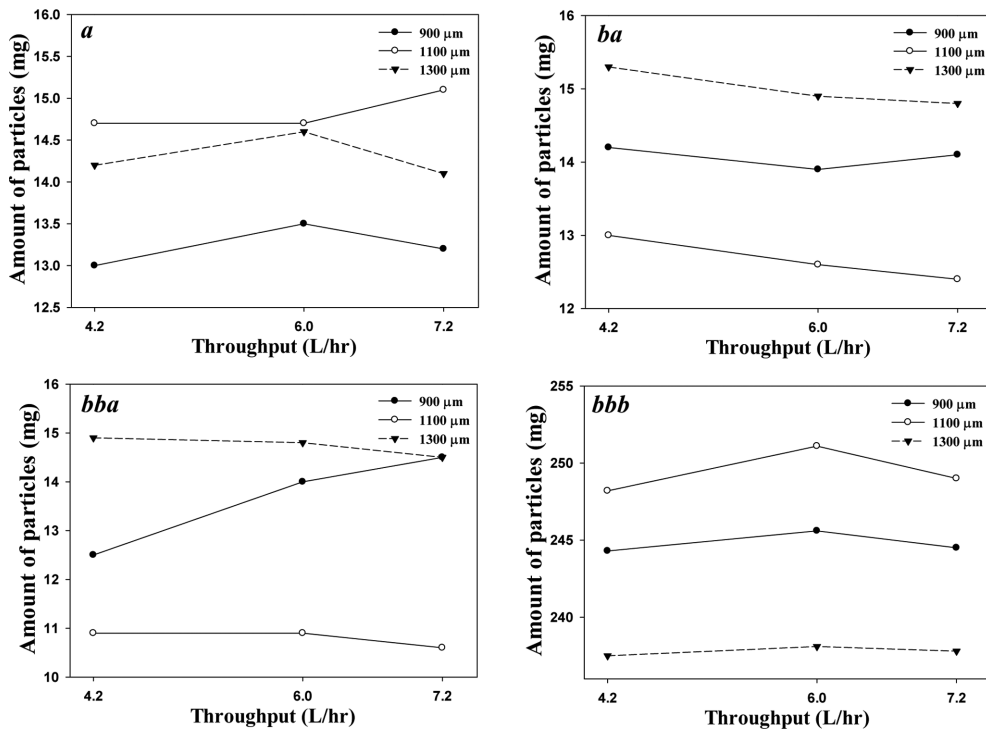 a
900 μm
1100 μm
1300 μm
16.0
15.5
15.0
14.5
14.0
13.5
13.0
12.5
Amount of particles (mg)
4.2 6.0 7.2
Throughput (L/hr)
ba
900 μm
1100 μm
1300 μm
16
15
14
13
12
Amount of particles (mg)
4.2 6.0 7.2
Throughput (L/hr)
bba
900 μm
1100 μm
1300 μm
16
15
14
13
12
11
10
Amount of particles (mg)
4.2 6.0 7.2
Throughput (L/hr)
bbb
900 μm
1100 μm
1300 μm
255
250
245
240
Amount of particles (mg)
4.2 6.0 7.2
Throughput (L/hr)